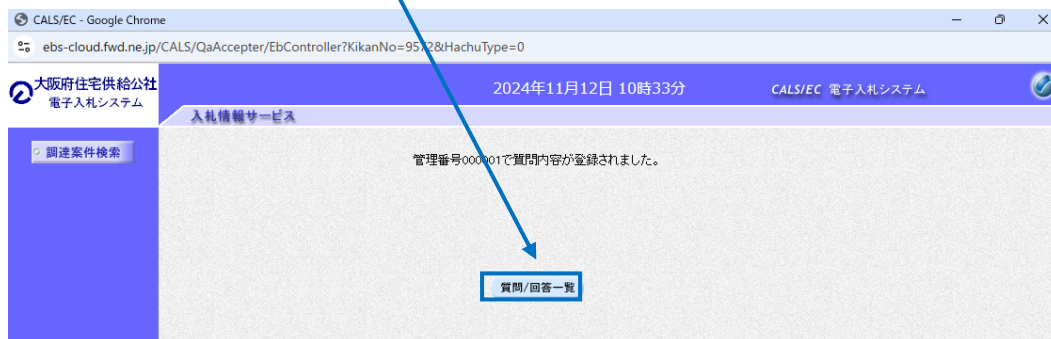 CALS/EC - Google Chrome
ebs-cloud.fwd.ne.jp/CALS/QaAccepter/EbController?KikanNo=9572&HachuType=0
大阪府住宅供給公社
電子入札システム
2024年11月12日 10時33分
CALS/EC 電子入札システム
入札情報サービス
調達案件検索
管理番号000001で質問内容が登録されました。
質問/回答一覧